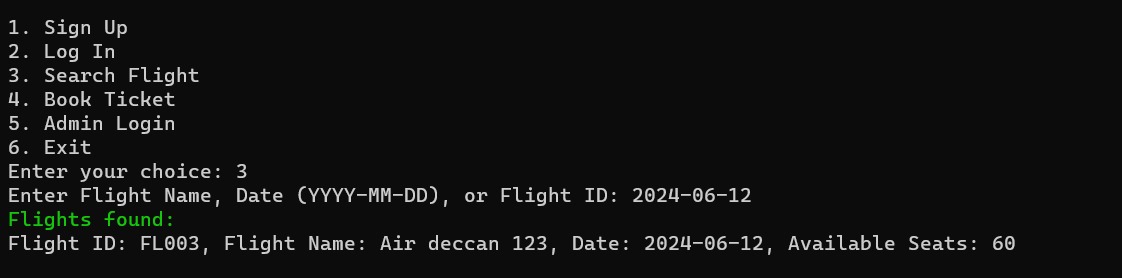 1. Sign Up
2. Log In
3. Search Flight
4. Book Ticket
5. Admin Login
6. Exit
Enter your choice: 3
Enter Flight Name, Date (YYYY-MM-DD), or Flight ID: 2024-06-12
Flights found:
Flight ID: FL003, Flight Name: Air deccan 123, Date: 2024-06-12, Available Seats: 60